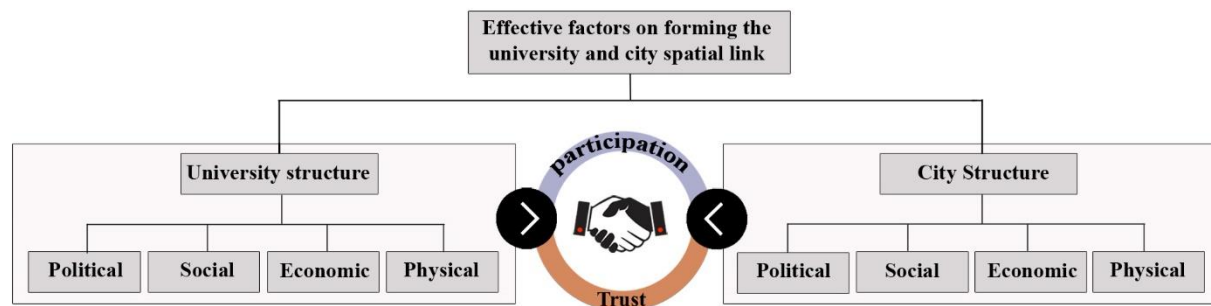 Effective factors on forming the
university and city spatial link
University structure
Political
Social
Economic
Physical
participation
Trust
City Structure
Political
Social
Economic
Physical